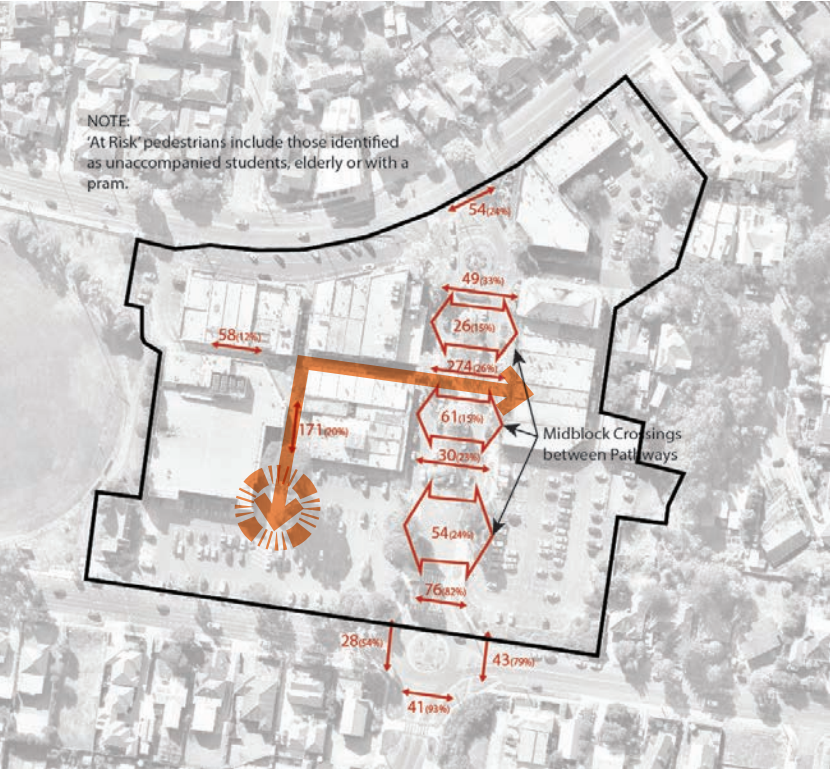 NOTE:
'At Risk' pedestrians include those identified
as unaccompanied students, elderly or with a
pram.
54(24%)
49(33%)
26(15%)
58(12%)
274(26%)
61(15%)
171(20%)
Midblock Crossings
between Pathways
30(23%)
54(24%)
76(82%)
28(54%)
43(79%)
41(93%)